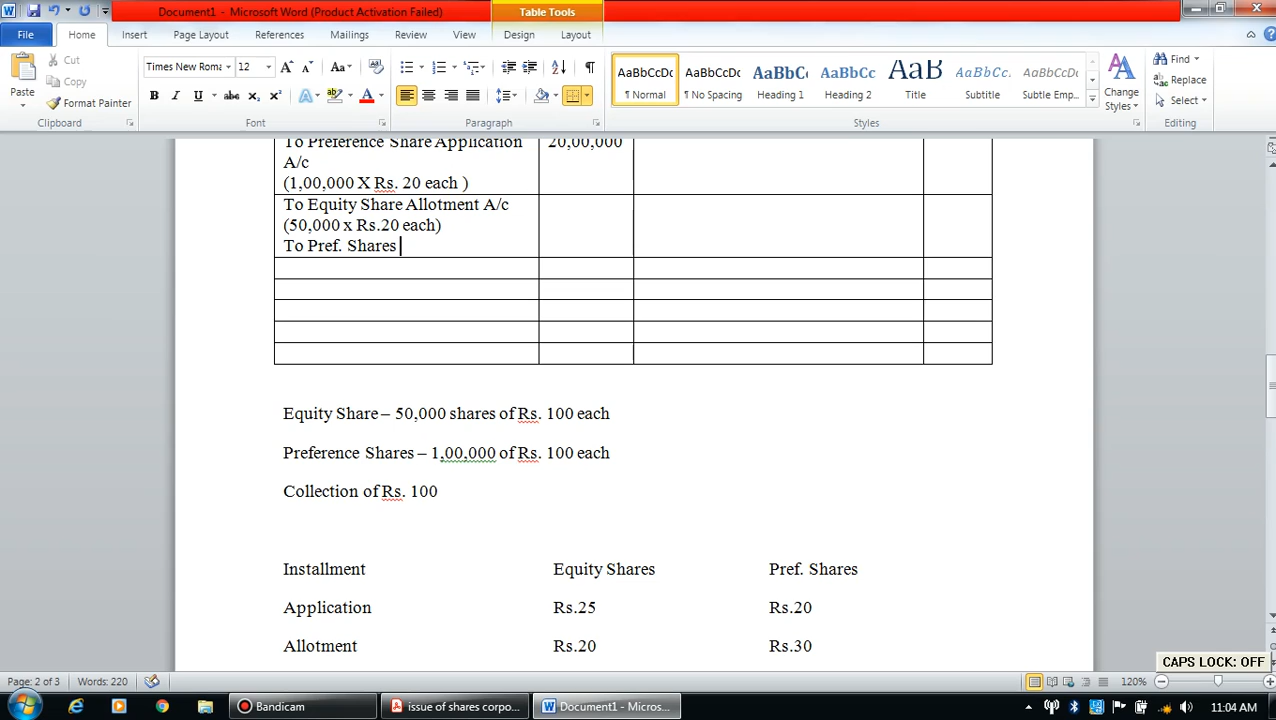 Document1 - Microsoft Word (Product Activation Failed)
Table Tools
File
Home
Insert
Page Layout
References
Mailings
Review
View
Design
Layout
Paste
Cut
Copy
Format Painter
Clipboard
Times New Roma
12
Font
Paragraph
AaBbCcDc
¶ Normal
AaBbCcDc
¶ No Spacing
AaBbCc
Heading 1
AaBbCc
Heading 2
AaB
Title
AaBbCc.
Subtitle
AaBbCcDc
Subtle Emp...
Change
Styles
Styles
Find
Replace
Select
Editing
To Preference Share Application 20,00,000
A/c
(1,00,000 X Rs. 20 each )
To Equity Share Allotment A/c
(50,000 x Rs.20 each)
To Pref. Shares
Equity Share – 50,000 shares of Rs. 100 each
Preference Shares – 1,00,000 of Rs. 100 each
Collection of Rs. 100
Installment Equity Shares Pref. Shares
Application Rs.25 Rs.20
Allotment Rs.20 Rs.30
CAPS LOCK: OFF
Page: 2 of 3 Words: 220 120%
Bandicam
issue of shares corpo...
Document1 - Micros...
11:04 AM